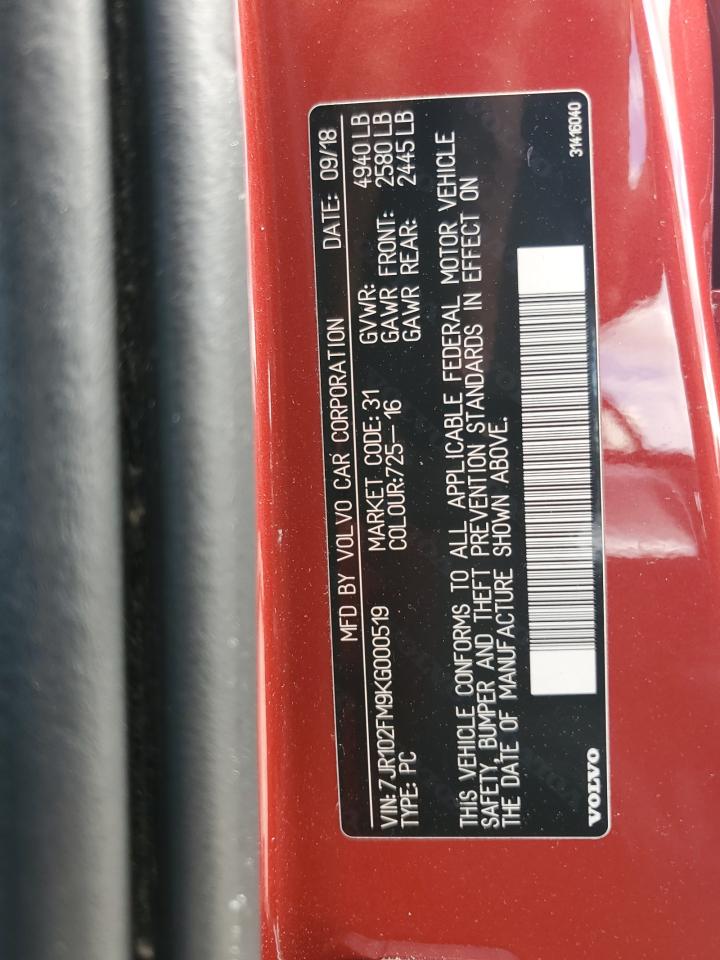 MFD BY VOLVO CAR CORPORATION DATE: 09/18
VIN:7JR102FM9KG000519 MARKET CODE:31 GVWR: 4940 LB
TYPE: PC COLOUR:725-16 GAWR FRONT: 2580 LB
GAWR REAR: 2445 LB
THIS VEHICLE CONFORMS TO ALL APPLICABLE FEDERAL MOTOR VEHICLE
SAFETY, BUMPER AND THEFT PREVENTION STANDARDS IN EFFECT ON
THE DATE OF MANUFACTURE SHOWN ABOVE.
VOLVO 31416040